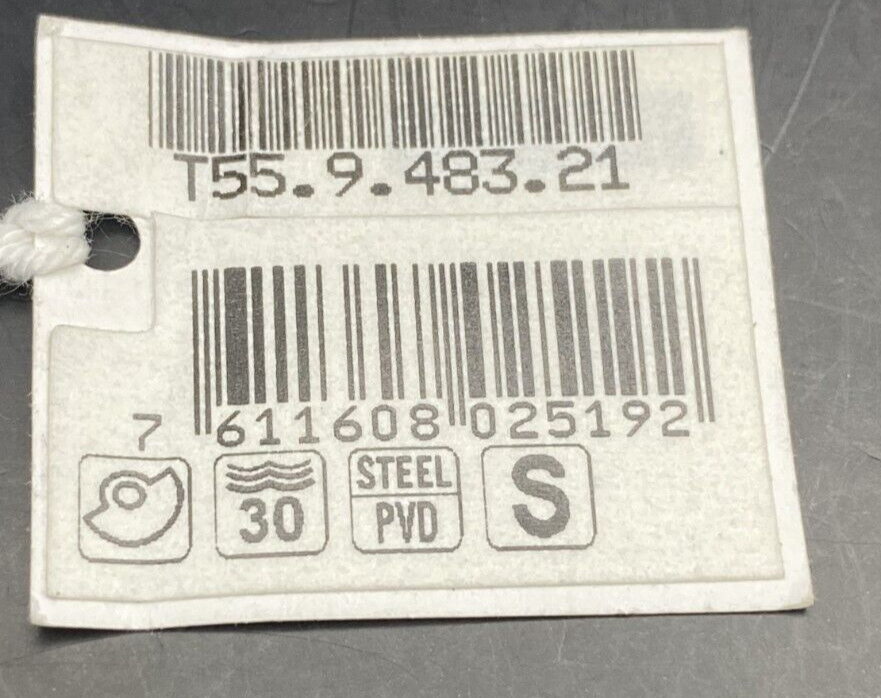 T55.9.483.21
7 611608 025192
30
STEEL
PVD
S